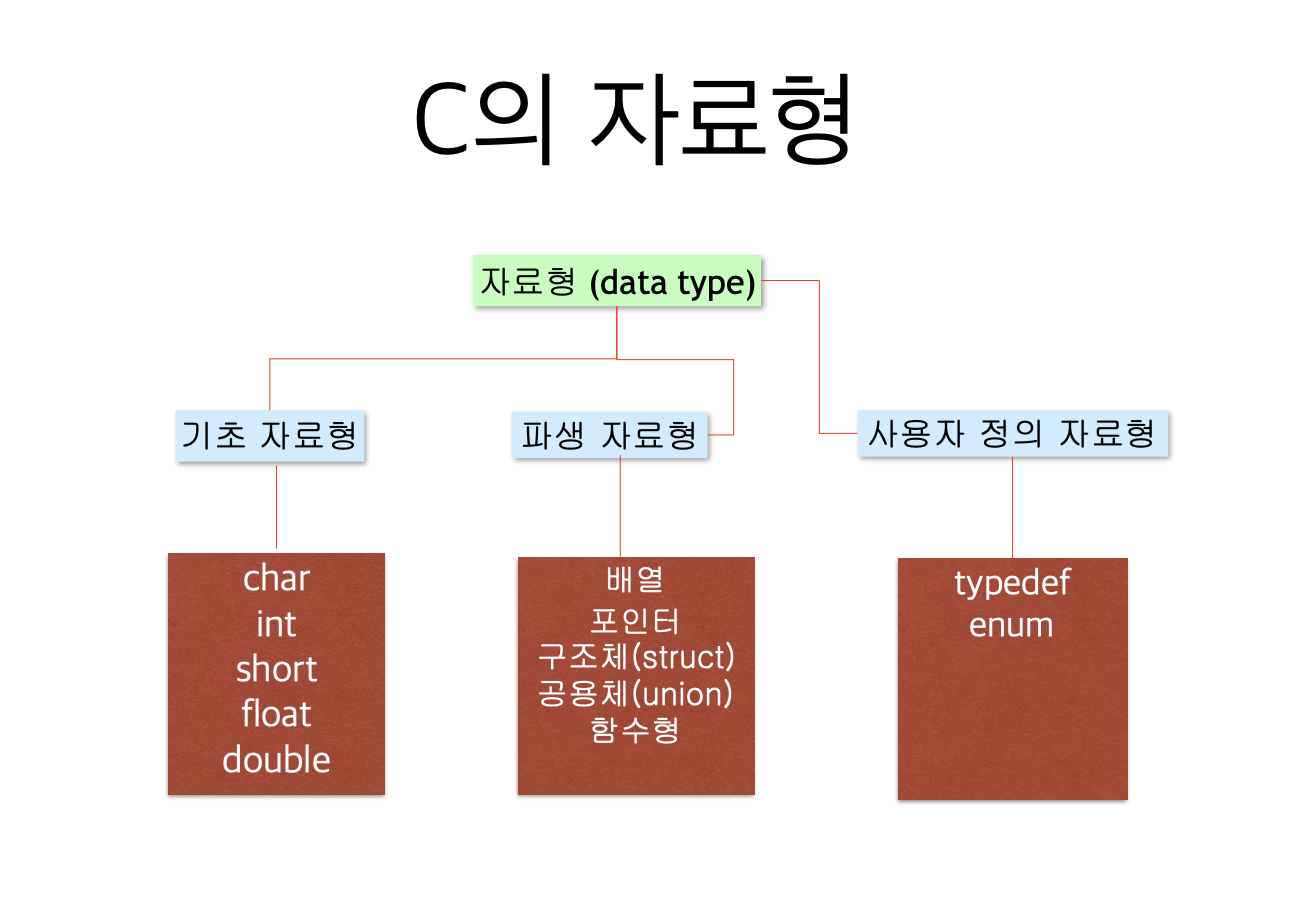 C의 자료형
자료형 (data type)
기초 자료형
파생 자료형
사용자 정의 자료형
char
int
short
float
double
배열
포인터
구조체(struct)
공용체(union)
함수형
typedef
enum